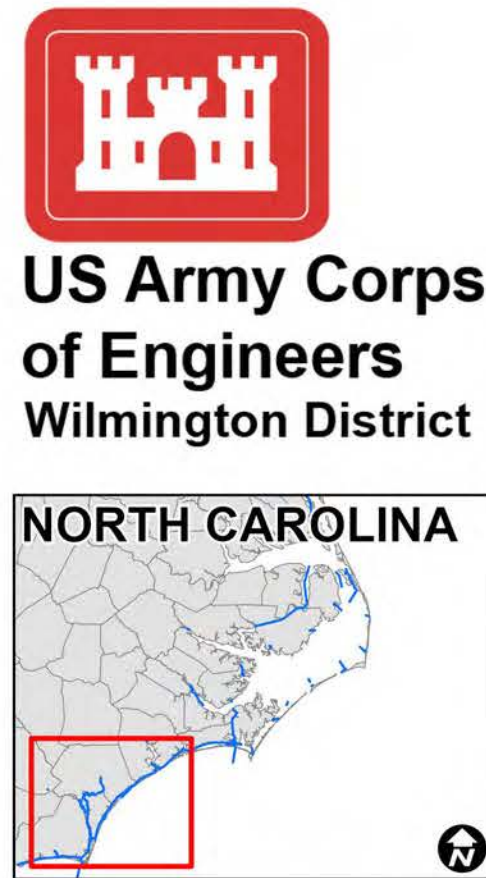 US Army Corps
of Engineers
Wilmington District
NORTH CAROLINA
N